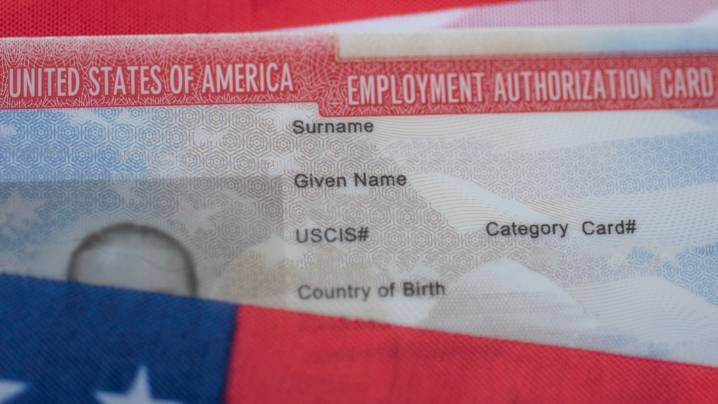 UNITED STATES OF AMERICA EMPLOYMENT AUTHORIZATION CARD
Surname
Given Name
USCIS# Category Card#
Country of Birth